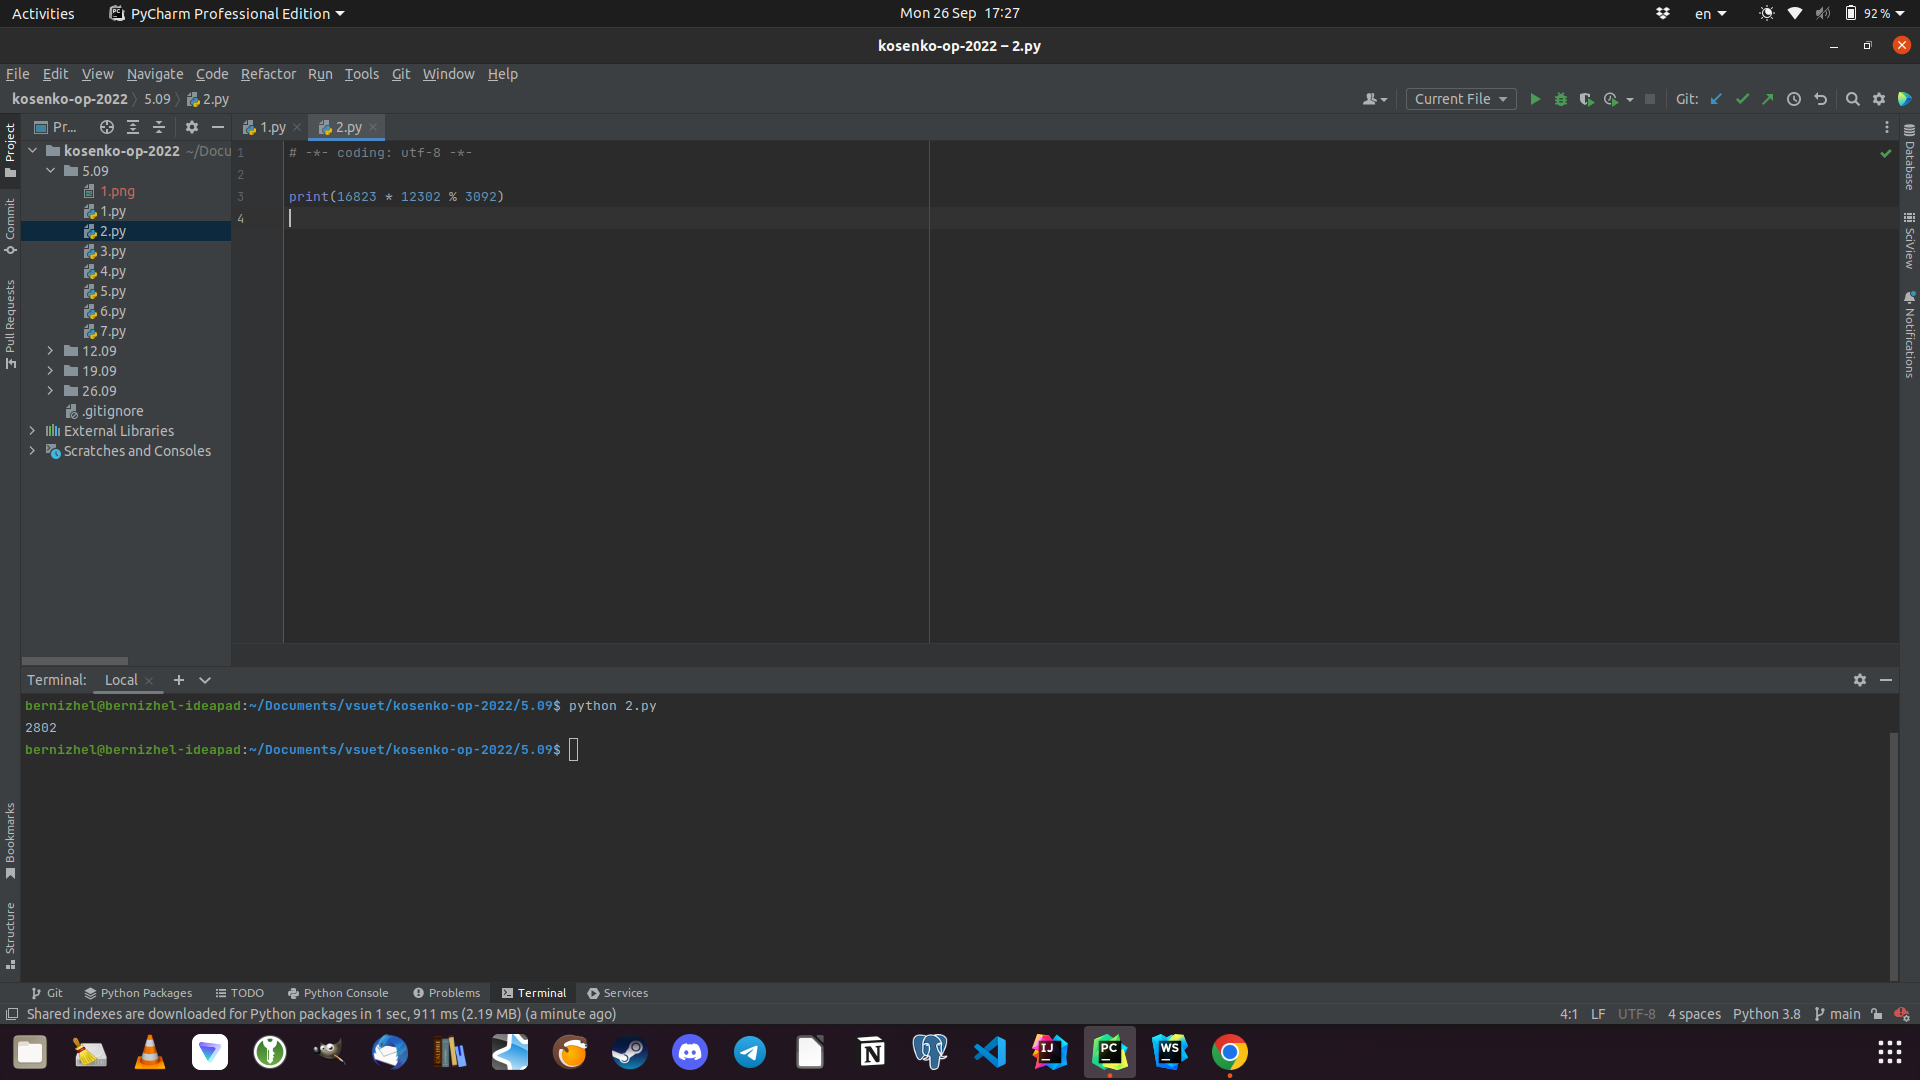 Activities
PyCharm Professional Edition
Mon 26 Sep 17:27
en
92 %
kosenko-op-2022 – 2.py
File Edit View Navigate Code Refactor Run Tools Git Window Help
kosenko-op-2022 5.09 2.py
Current File
Git:
Project
Commit
Pull Requests
Bookmarks
Structure
Pr...
kosenko-op-2022 ~/Docu
5.09
1.png
1.py
2.py
3.py
4.py
5.py
6.py
7.py
12.09
19.09
26.09
.gitignore
External Libraries
Scratches and Consoles
1.py
2.py
1 # -*- coding: utf-8 -*-
2
3 print(16823 * 12302 % 3092)
4
Database
SciView
Notifications
Terminal: Local
bernizhel@bernizhel-ideapad:~/Documents/vsuet/kosenko-op-2022/5.09$ python 2.py
2802
bernizhel@bernizhel-ideapad:~/Documents/vsuet/kosenko-op-2022/5.09$
Git Python Packages TODO Python Console Problems Terminal Services
Shared indexes are downloaded for Python packages in 1 sec, 911 ms (2.19 MB) (a minute ago)
4:1 LF UTF-8 4 spaces Python 3.8 main
IJ
PC
WS